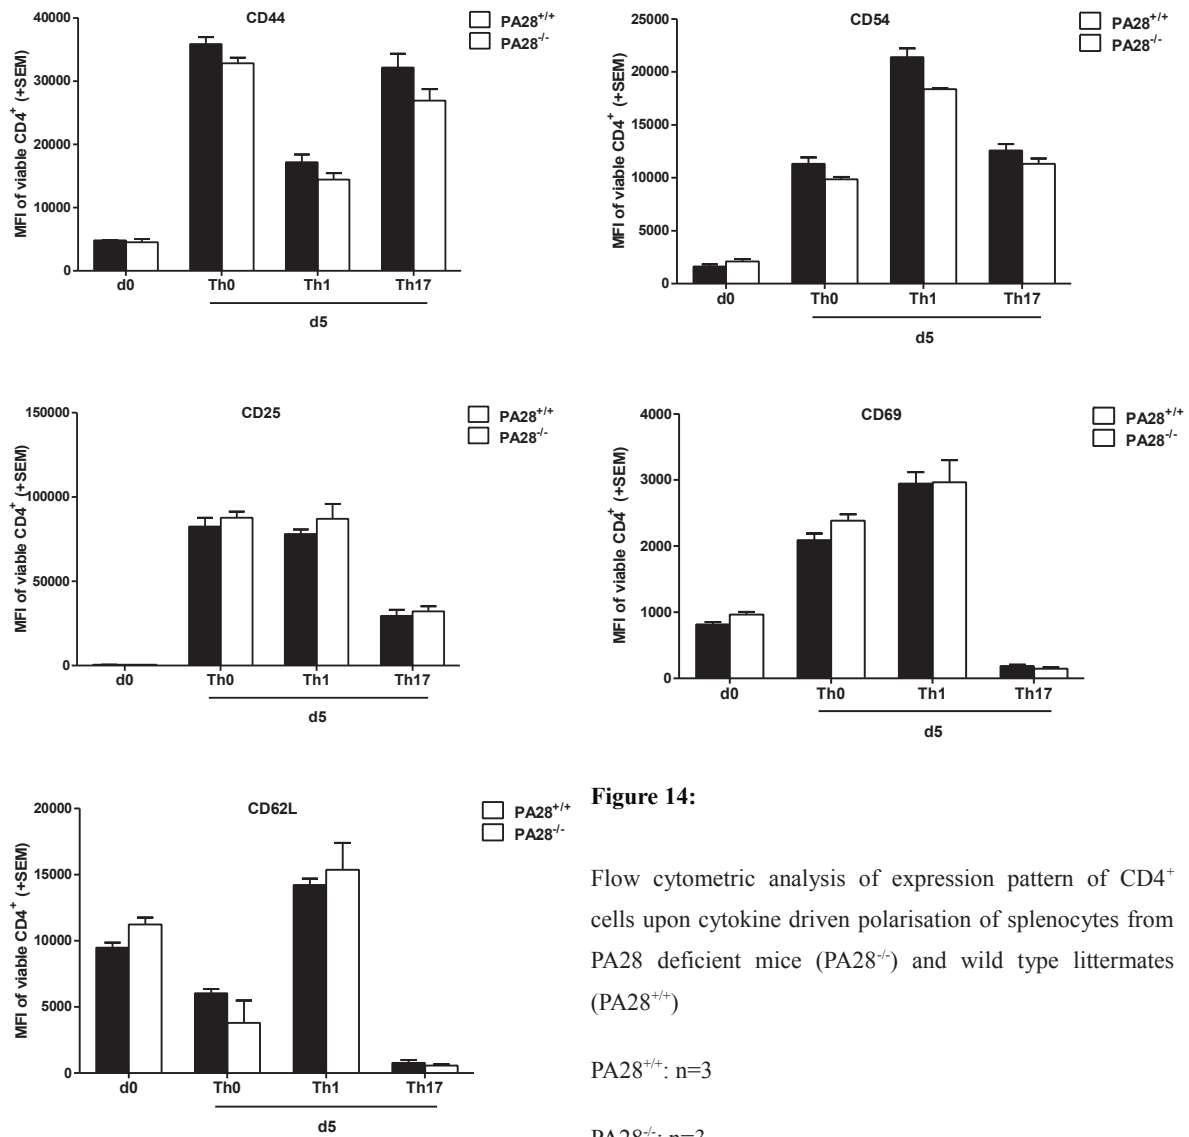 CD44
PA28+/+
PA28-/-
MFI of viable CD4+ (+SEM)
40000
30000
20000
10000
0
d0 Th0 Th1 Th17
d5
CD54
PA28+/+
PA28-/-
MFI of viable CD4+ (+SEM)
25000
20000
15000
10000
5000
0
d0 Th0 Th1 Th17
d5
CD25
PA28+/+
PA28-/-
MFI of viable CD4+ (+SEM)
150000
100000
50000
0
d0 Th0 Th1 Th17
d5
CD69
PA28+/+
PA28-/-
MFI of viable CD4+ (+SEM)
4000
3000
2000
1000
0
d0 Th0 Th1 Th17
d5
CD62L
PA28+/+
PA28-/-
MFI of viable CD4+ (+SEM)
20000
15000
10000
5000
0
d0 Th0 Th1 Th17
d5
Figure 14:
Flow cytometric analysis of expression pattern of CD4+
cells upon cytokine driven polarisation of splenocytes from
PA28 deficient mice (PA28-/-) and wild type littermates
(PA28+/+)
PA28+/+: n=3
PA28-/-: n=3